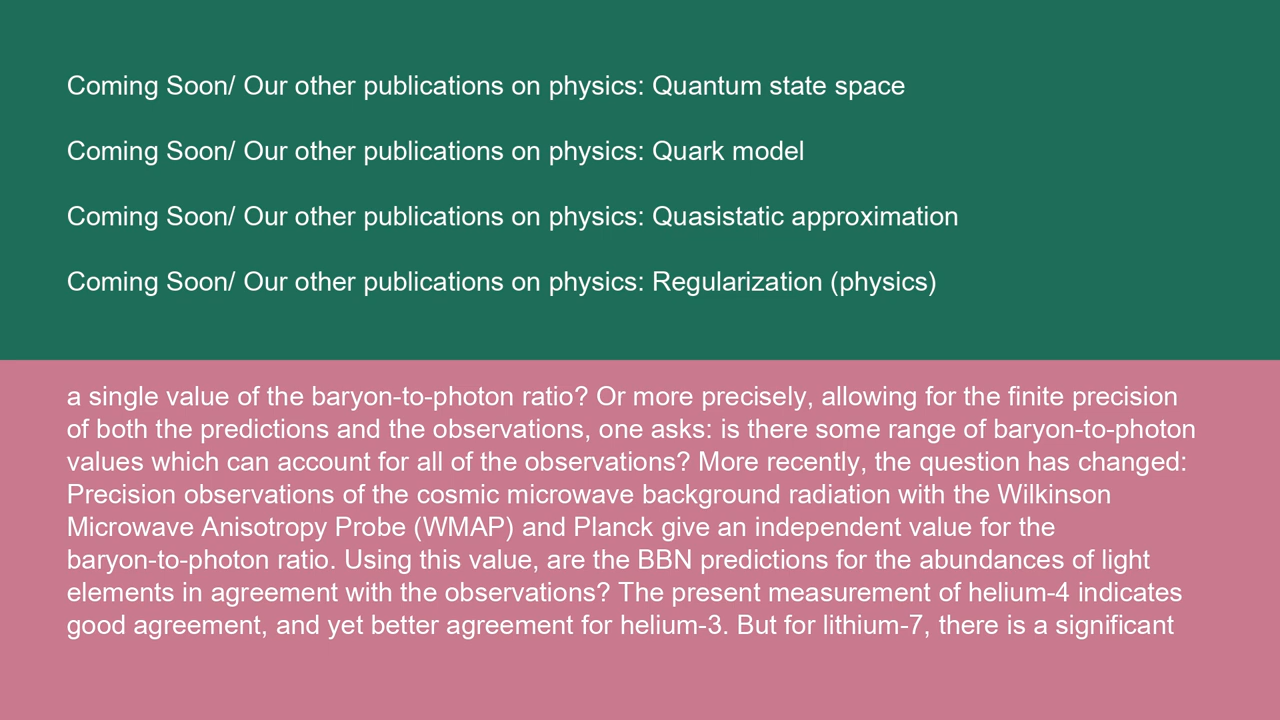 Coming Soon/ Our other publications on physics: Quantum state space
Coming Soon/ Our other publications on physics: Quark model
Coming Soon/ Our other publications on physics: Quasistatic approximation
Coming Soon/ Our other publications on physics: Regularization (physics)
a single value of the baryon-to-photon ratio? Or more precisely, allowing for the finite precision
of both the predictions and the observations, one asks: is there some range of baryon-to-photon
values which can account for all of the observations? More recently, the question has changed:
Precision observations of the cosmic microwave background radiation with the Wilkinson
Microwave Anisotropy Probe (WMAP) and Planck give an independent value for the
baryon-to-photon ratio. Using this value, are the BBN predictions for the abundances of light
elements in agreement with the observations? The present measurement of helium-4 indicates
good agreement, and yet better agreement for helium-3. But for lithium-7, there is a significant